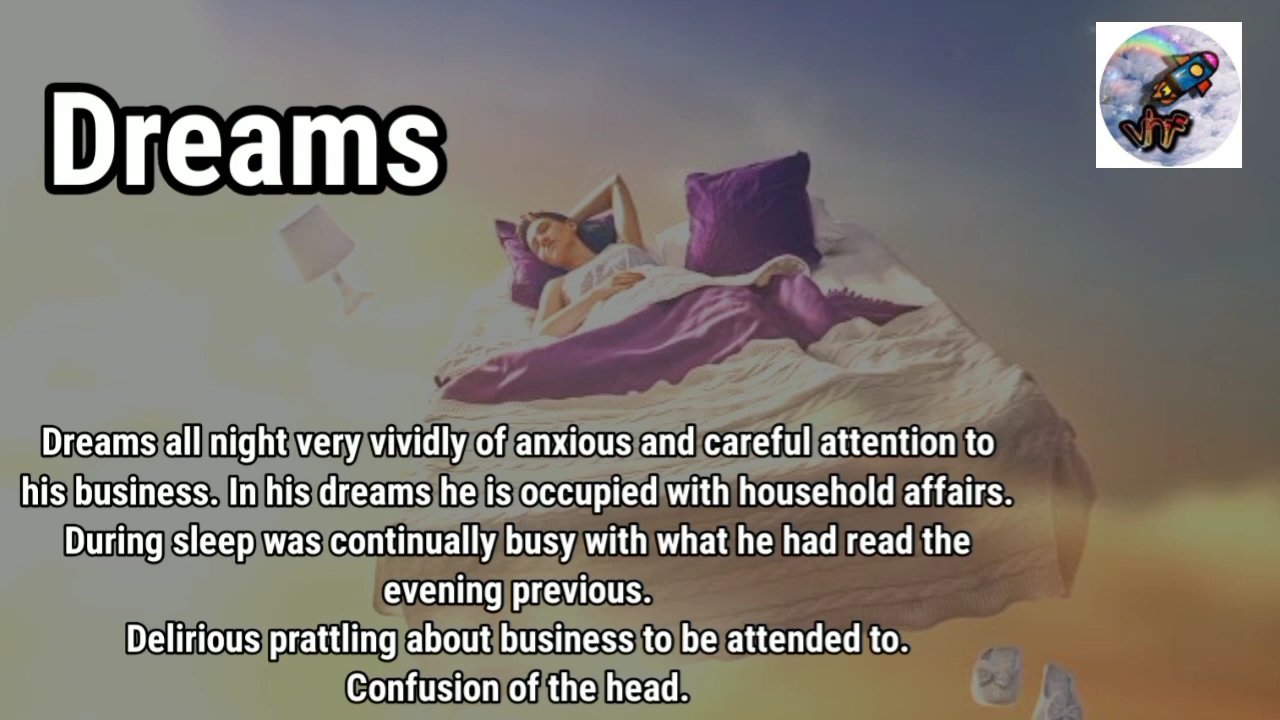 Dreams
Dreams all night very vividly of anxious and careful attention to
his business. In his dreams he is occupied with household affairs.
During sleep was continually busy with what he had read the
evening previous.
Delirious prattling about business to be attended to.
Confusion of the head.